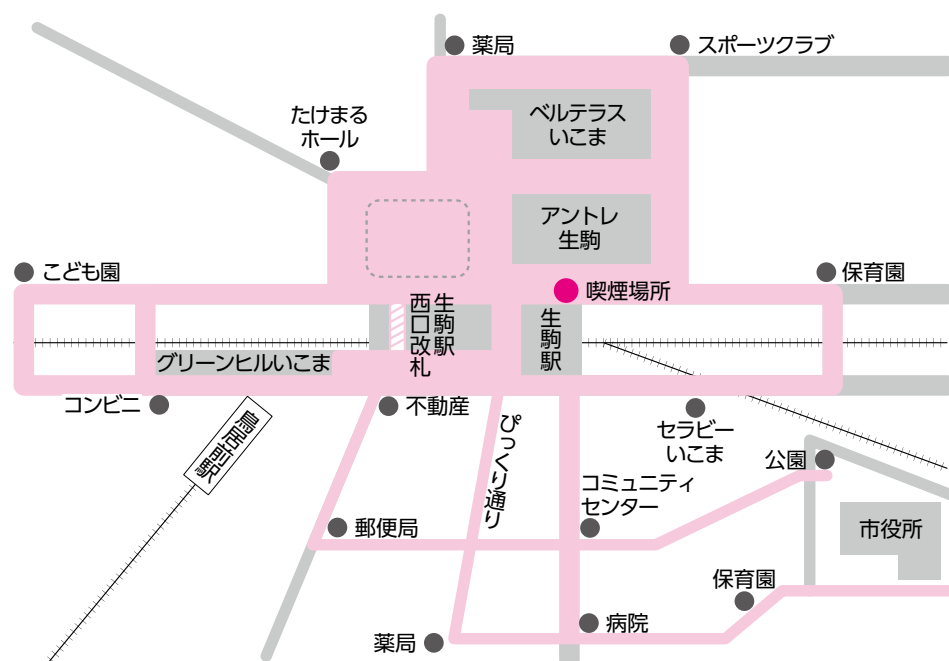 薬局
スポーツクラブ
ベルテラス
いこま
たけまる
ホール
アントレ
生駒
こども園
喫煙場所
保育園
生駒駅
西口改札
生駒駅
グリーンヒルいこま
コンビニ
不動産
鳥居前駅
ぴっくり通り
セラビー
いこま
公園
コミュニティ
センター
郵便局
市役所
保育園
病院
薬局